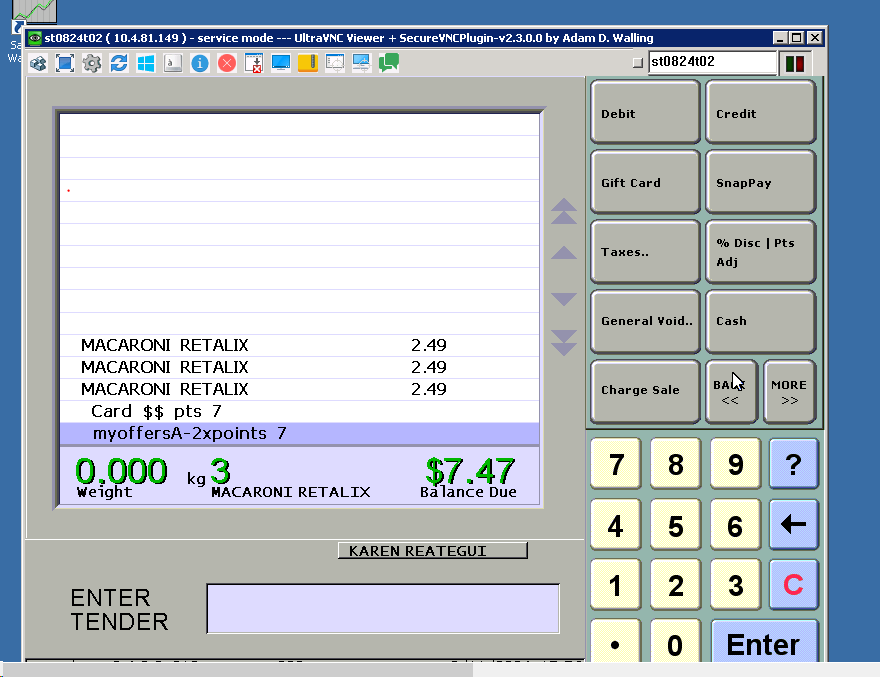 st0824t02 ( 10.4.81.149 ) - service mode --- UltraVNC Viewer + SecureVNCPlugin-v2.3.0.0 by Adam D. Walling
st0824t02
Debit
Credit
Gift Card
SnapPay
Taxes..
% Disc | Pts
Adj
General Void..
Cash
Charge Sale
BACK
<<
MORE
>>
MACARONI RETALIX 2.49
MACARONI RETALIX 2.49
MACARONI RETALIX 2.49
Card $$ pts 7
myoffersA-2xpoints 7
0.000 kg 3 $7.47
Weight MACARONI RETALIX Balance Due
KAREN REATEGUI
ENTER
TENDER
7 8 9 ?
4 5 6 ←
1 2 3 C
. 0 Enter